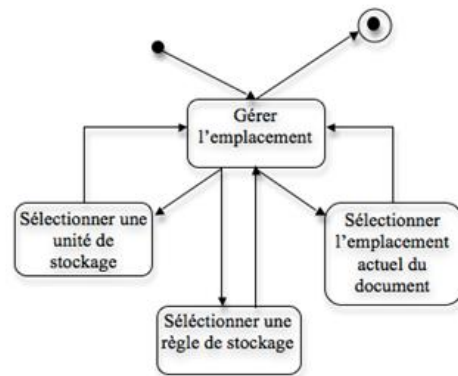 Gérer
l'emplacement
Sélectionner une
unité de
stockage
Sélectionner
l'emplacement
actuel du
document
Séléctionner une
règle de stockage